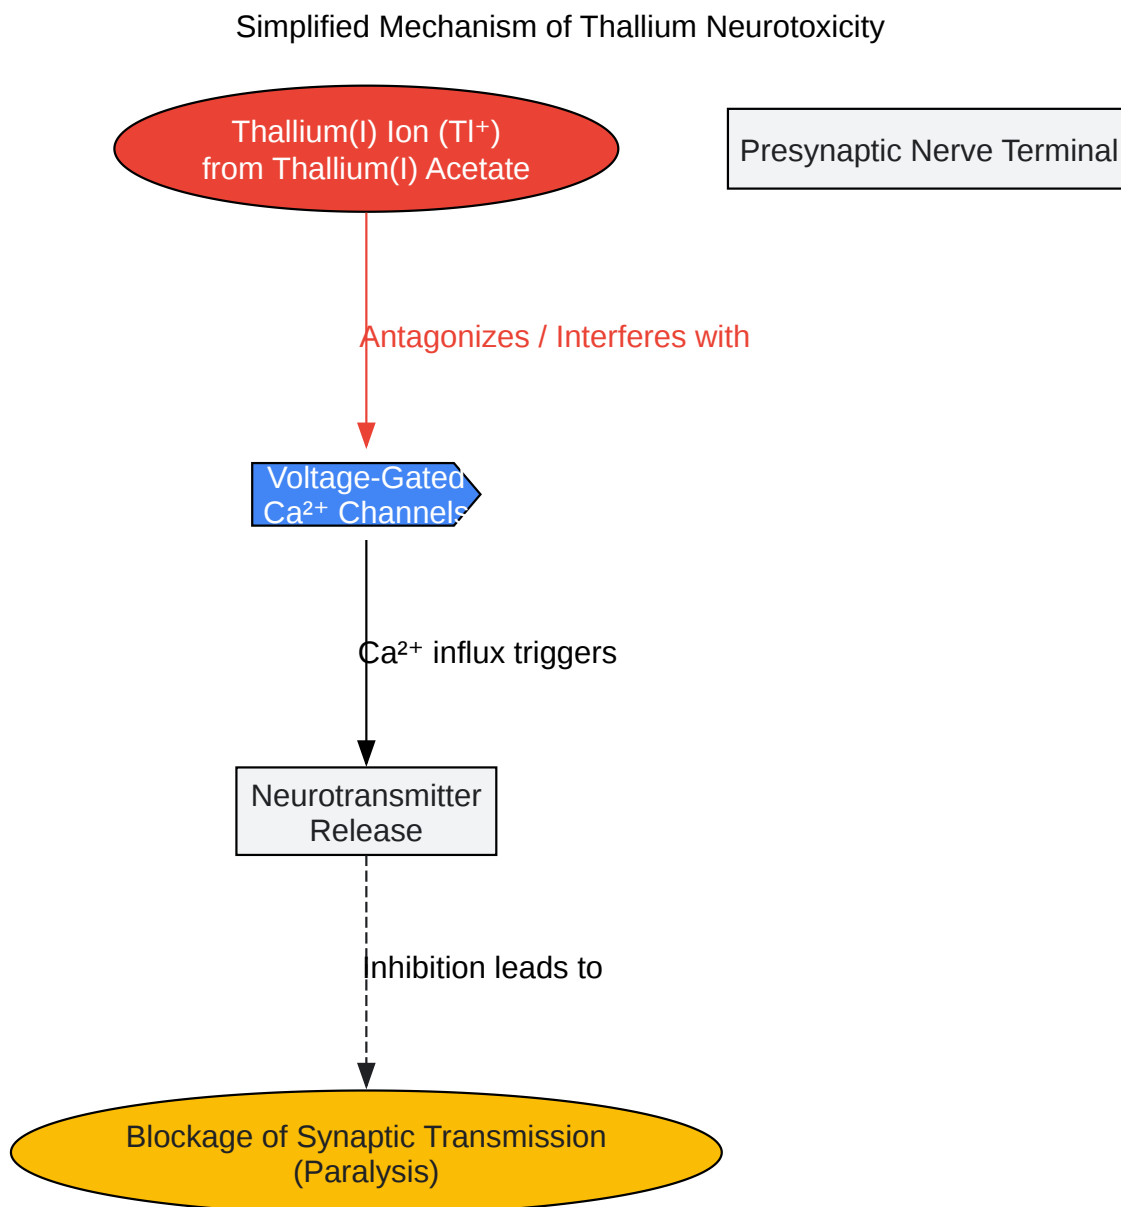 Simplified Mechanism of Thallium Neurotoxicity
Thallium(I) Ion (Tl⁺)
from Thallium(I) Acetate
Presynaptic Nerve Terminal
Antagonizes / Interferes with
Voltage-Gated
Ca²⁺ Channels
Ca²⁺ influx triggers
Neurotransmitter
Release
Inhibition leads to
Blockage of Synaptic Transmission
(Paralysis)